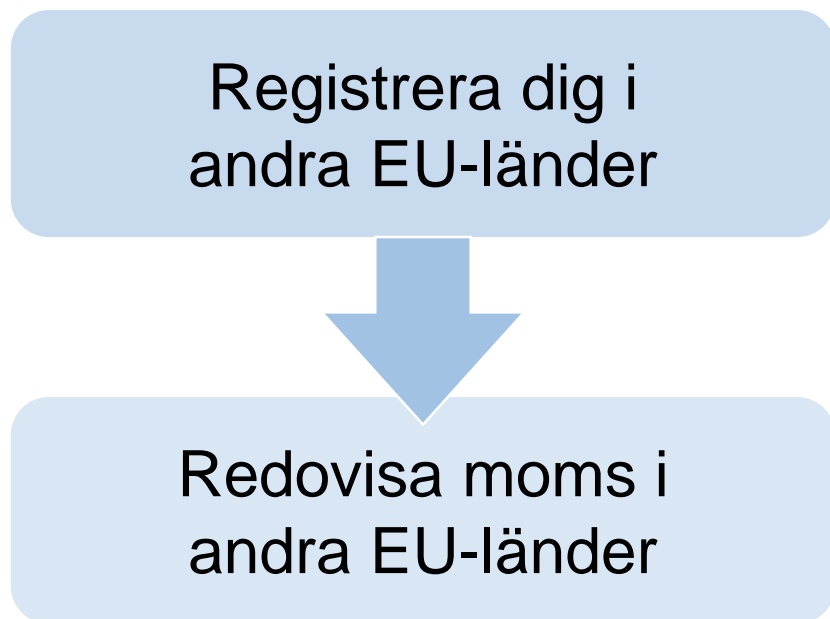 Registrera dig i
andra EU-länder
Redovisa moms i
andra EU-länder